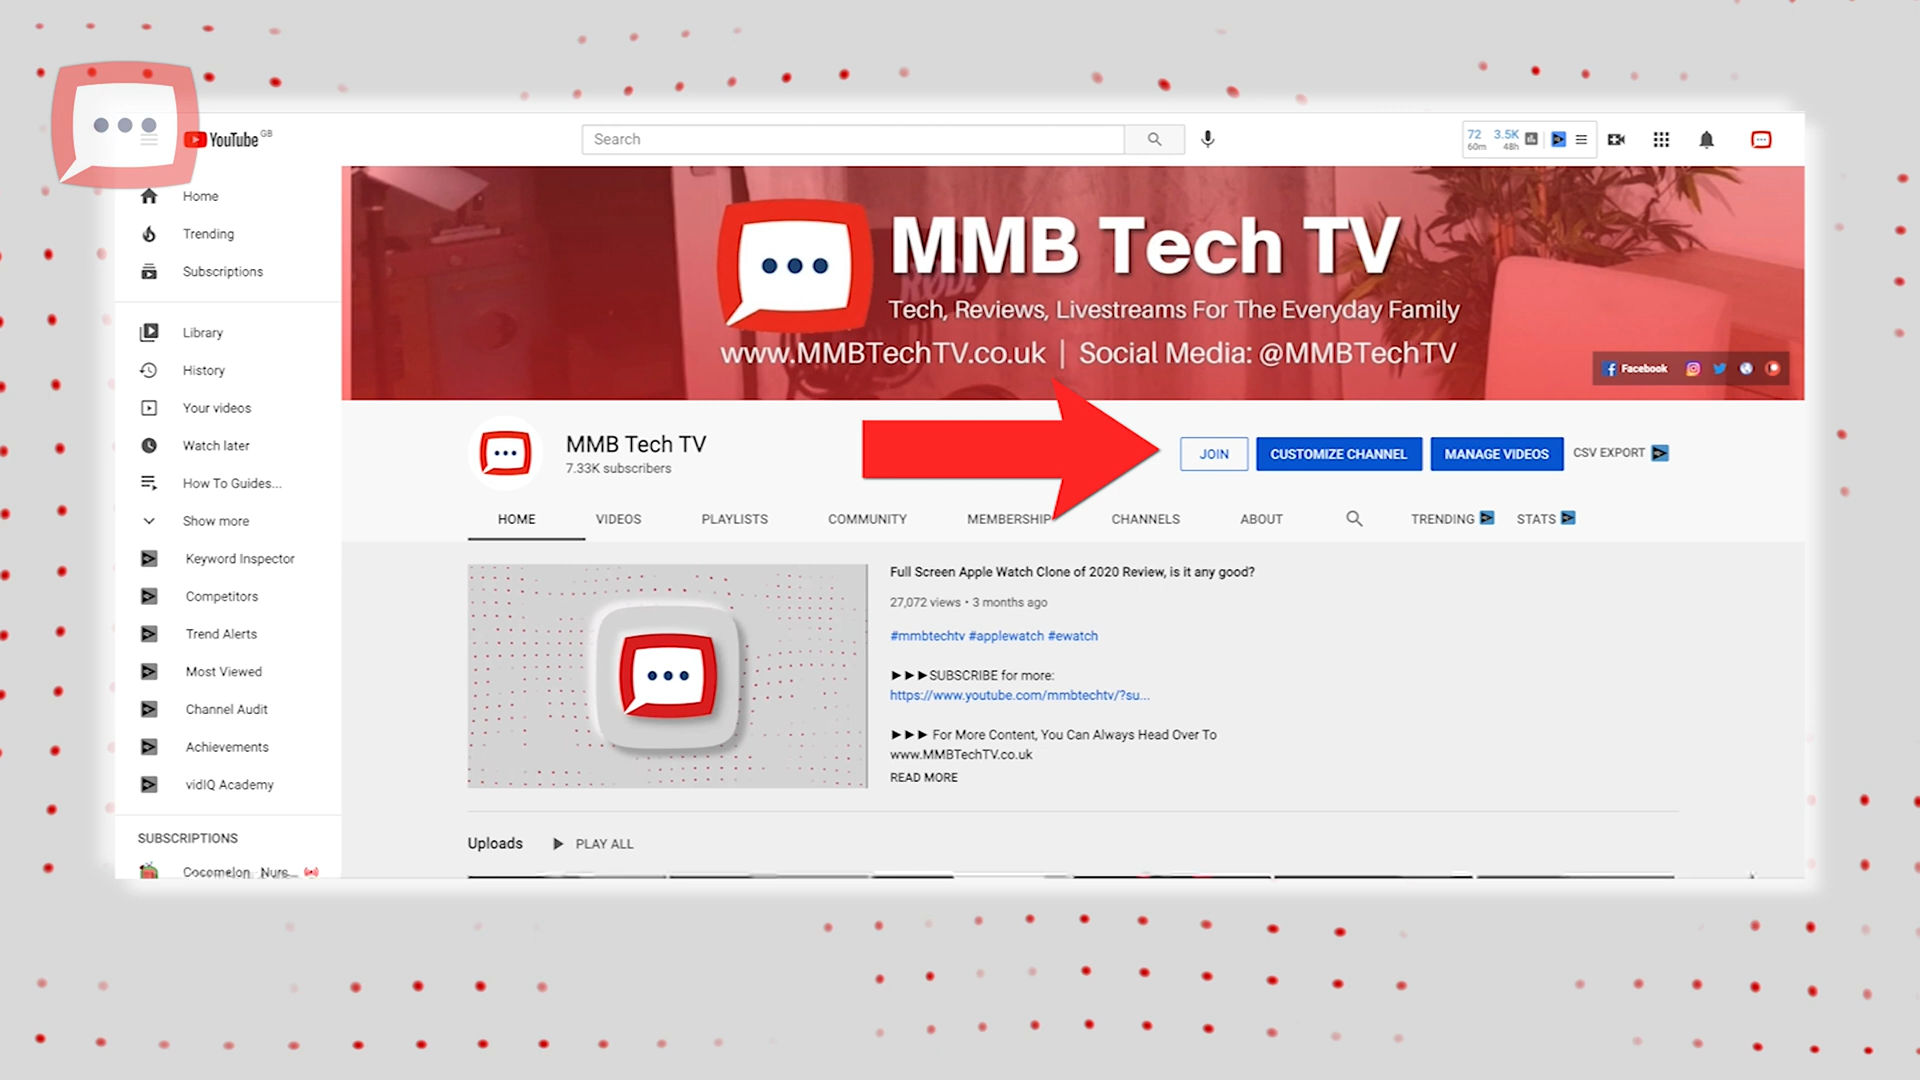 YouTube GB
Search
72 3.5K
60m 48h
Home
Trending
Subscriptions
Library
History
Your videos
Watch later
How To Guides...
Show more
Keyword Inspector
Competitors
Trend Alerts
Most Viewed
Channel Audit
Achievements
vidIQ Academy
SUBSCRIPTIONS
Cocomelon Nurs...
MMB Tech TV
Tech, Reviews, Livestreams For The Everyday Family
www.MMBTechTV.co.uk | Social Media: @MMBTechTV
RØDE
Facebook
MMB Tech TV
7.33K subscribers
JOIN
CUSTOMIZE CHANNEL
MANAGE VIDEOS
CSV EXPORT
HOME VIDEOS PLAYLISTS COMMUNITY MEMBERSHIP CHANNELS ABOUT TRENDING STATS
Full Screen Apple Watch Clone of 2020 Review, is it any good?
27,072 views • 3 months ago
#mmbtechtv #applewatch #ewatch
►►►SUBSCRIBE for more:
https://www.youtube.com/mmbtechtv/?su...
►►► For More Content, You Can Always Head Over To
www.MMBTechTV.co.uk
READ MORE
Uploads PLAY ALL